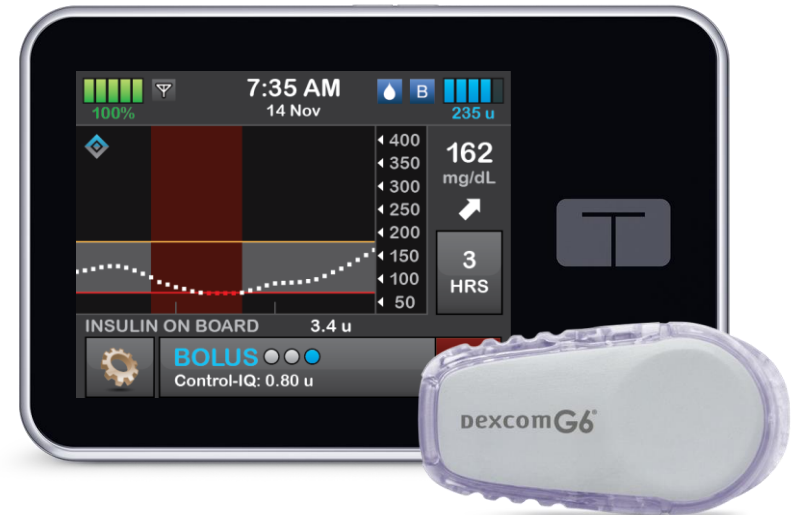 7:35 AM
14 Nov
B
100%
235 u
400
350
300
250
200
150
100
50
162
mg/dL
3
HRS
INSULIN ON BOARD 3.4 u
BOLUS
Control-IQ: 0.80 u
T
Dexcom G6